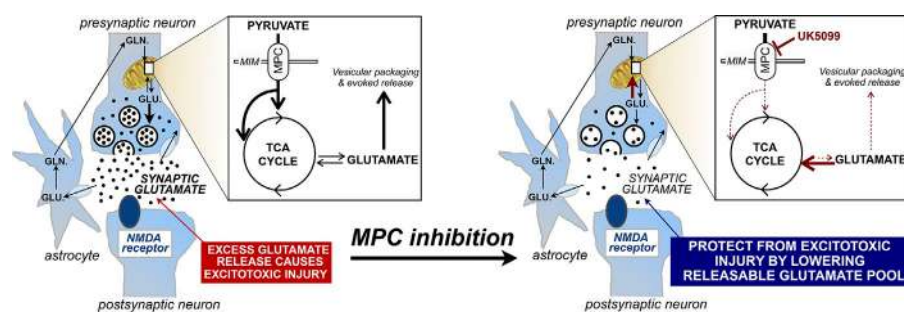 presynaptic neuron
GLN.
GLU.
GLN.
GLU.
SYNAPTIC
GLUTAMATE
NMDA
receptor
astrocyte
postsynaptic neuron
PYRUVATE
MIM
MPC
Vesicular packaging
& evoked release
TCA
CYCLE
GLUTAMATE
EXCESS GLUTAMATE
RELEASE CAUSES
EXCITOTOXIC INJURY
MPC inhibition
presynaptic neuron
GLN.
GLU.
GLN.
GLU.
SYNAPTIC
GLUTAMATE
NMDA
receptor
astrocyte
postsynaptic neuron
PYRUVATE
UK5099
MIM
MPC
Vesicular packaging
& evoked release
TCA
CYCLE
GLUTAMATE
PROTECT FROM EXCITOTOXIC
INJURY BY LOWERING
RELEASABLE GLUTAMATE POOL